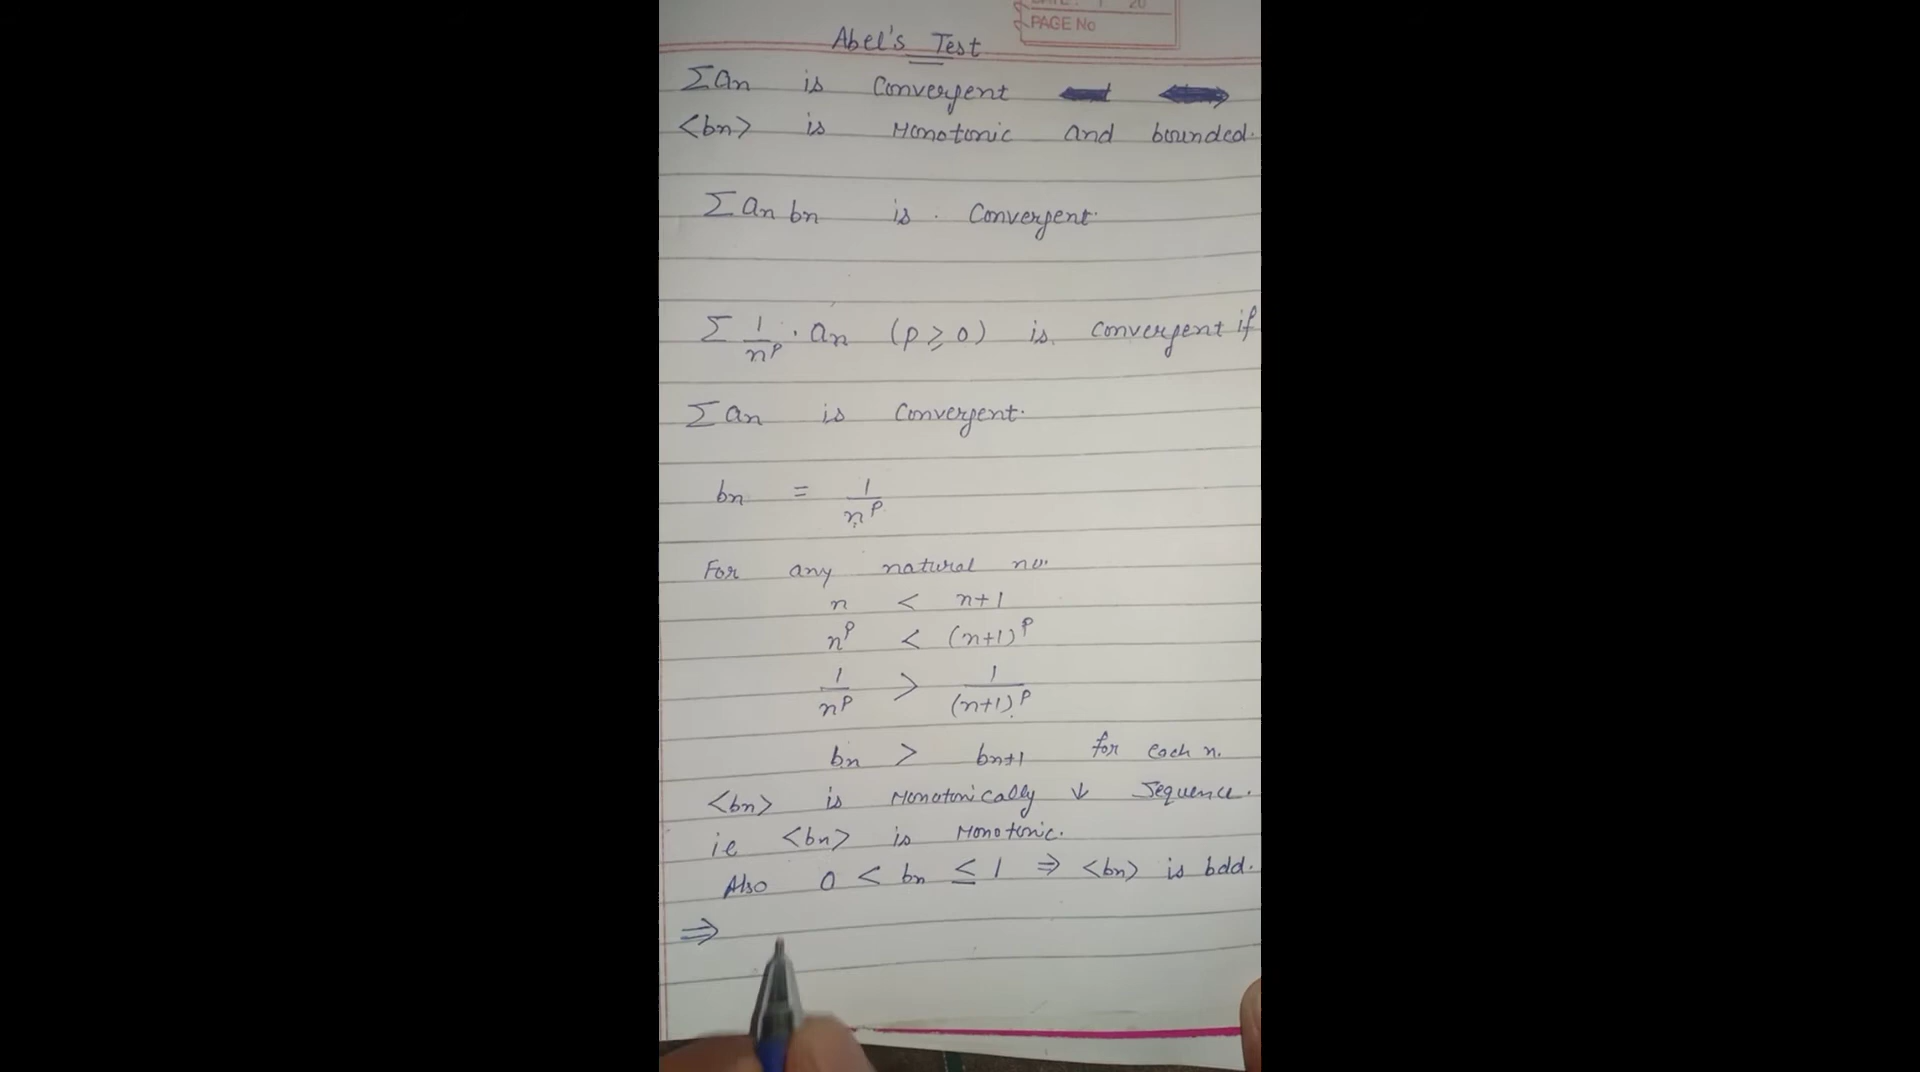 PAGE No
Abel's Test
Σan is Convergent
<bn> is Monotonic and bounded.
Σan bn is Convergent.
Σ 1/n^p · an (p ≥ 0) is convergent if
Σan is Convergent.
bn = 1/n^p
For any natural no.
n < n+1
n^p < (n+1)^p
1/n^p > 1/(n+1)^p
bn > bn+1 for each n.
<bn> is Monotonically ↓ Sequence.
ie <bn> is Monotonic.
Also 0 < bn ≤ 1 ⇒ <bn> is bdd.
⇒